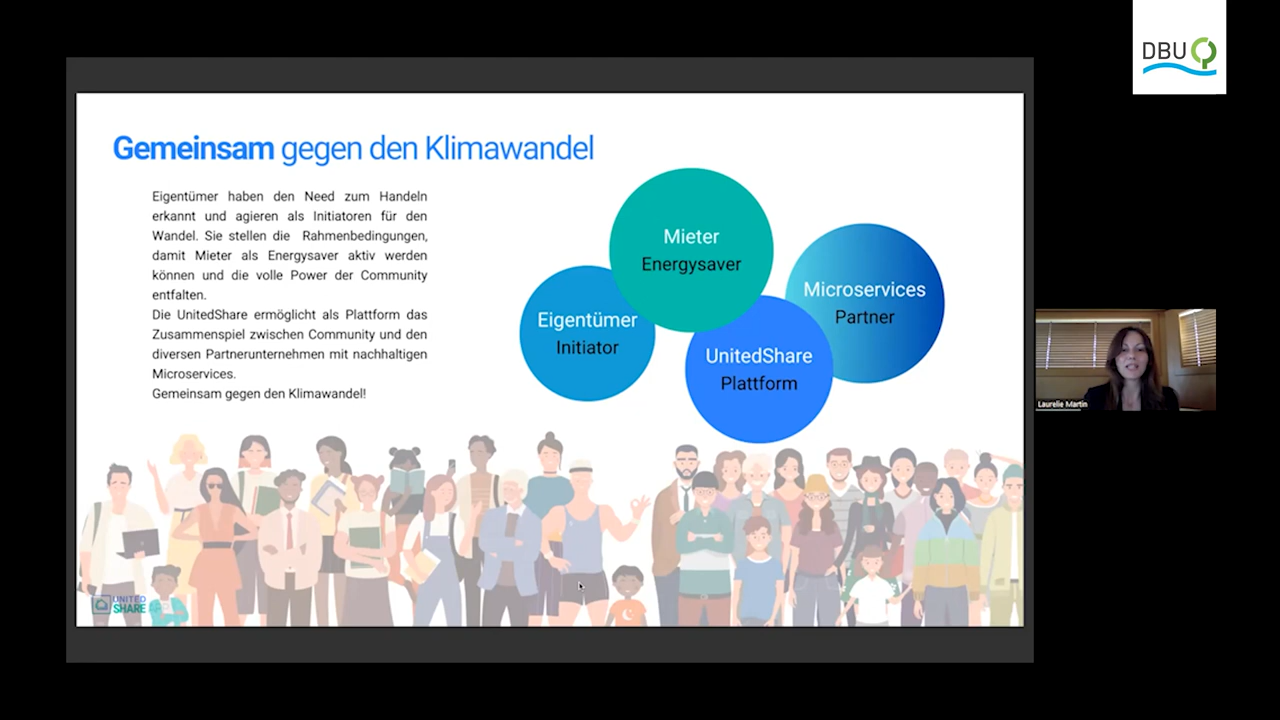 DBU
Gemeinsam gegen den Klimawandel
Eigentümer haben den Need zum Handeln
erkannt und agieren als Initiatoren für den
Wandel. Sie stellen die Rahmenbedingungen,
damit Mieter als Energysaver aktiv werden
können und die volle Power der Community
entfalten.
Die UnitedShare ermöglicht als Plattform das
Zusammenspiel zwischen Community und den
diversen Partnerunternehmen mit nachhaltigen
Microservices.
Gemeinsam gegen den Klimawandel!
Mieter
Energysaver
Microservices
Partner
Eigentümer
Initiator
UnitedShare
Plattform
Laurelie Martin
UNITED
SHARE